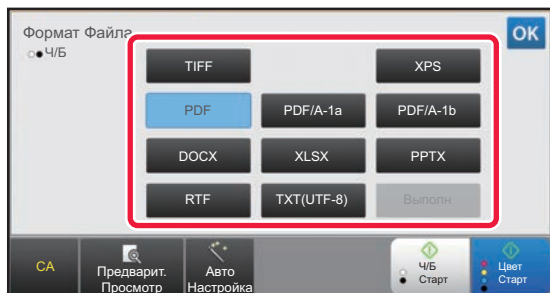 Формат Файла
OK
Ч/Б
TIFF
XPS
PDF
PDF/A-1a
PDF/A-1b
DOCX
XLSX
PPTX
RTF
TXT(UTF-8)
Выполн
CA
Предварит.
Просмотр
Авто
Настройка
Ч/Б
Старт
Цвет
Старт